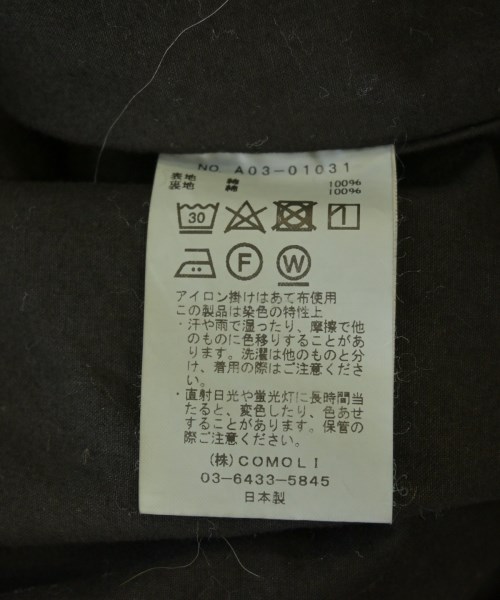 NO. A03-01031
表地 綿 100%
裏地 綿 100%
30
1
F
W
アイロン掛けはあて布使用
この製品は染色の特性上
・汗や雨で湿ったり、摩擦で他
のものに色移りすることがあ
ります。洗濯は他のものと分
け、着用の際はご注意くださ
い。
・直射日光や蛍光灯に長時間当
たると、変色したり、色あせ
することがあります。保管の
際ご注意ください。
(株)COMOLI
03-6433-5845
日本製